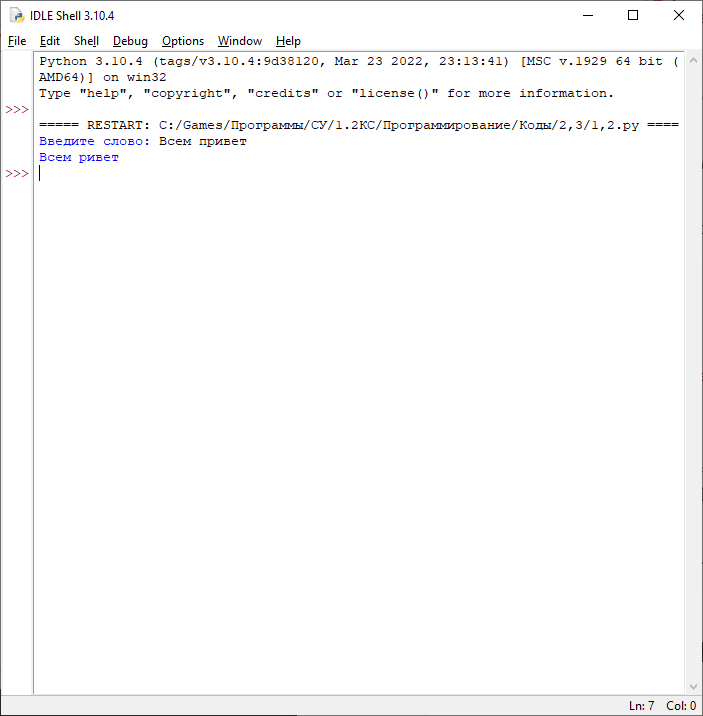 IDLE Shell 3.10.4
File Edit Shell Debug Options Window Help
Python 3.10.4 (tags/v3.10.4:9d38120, Mar 23 2022, 23:13:41) [MSC v.1929 64 bit (
AMD64)] on win32
Type "help", "copyright", "credits" or "license()" for more information.
>>>
===== RESTART: C:/Games/Программы/СУ/1.2КС/Программирование/Коды/2,3/1,2.py ====
Введите слово: Всем привет
Всем ривет
>>>
Ln: 7 Col: 0